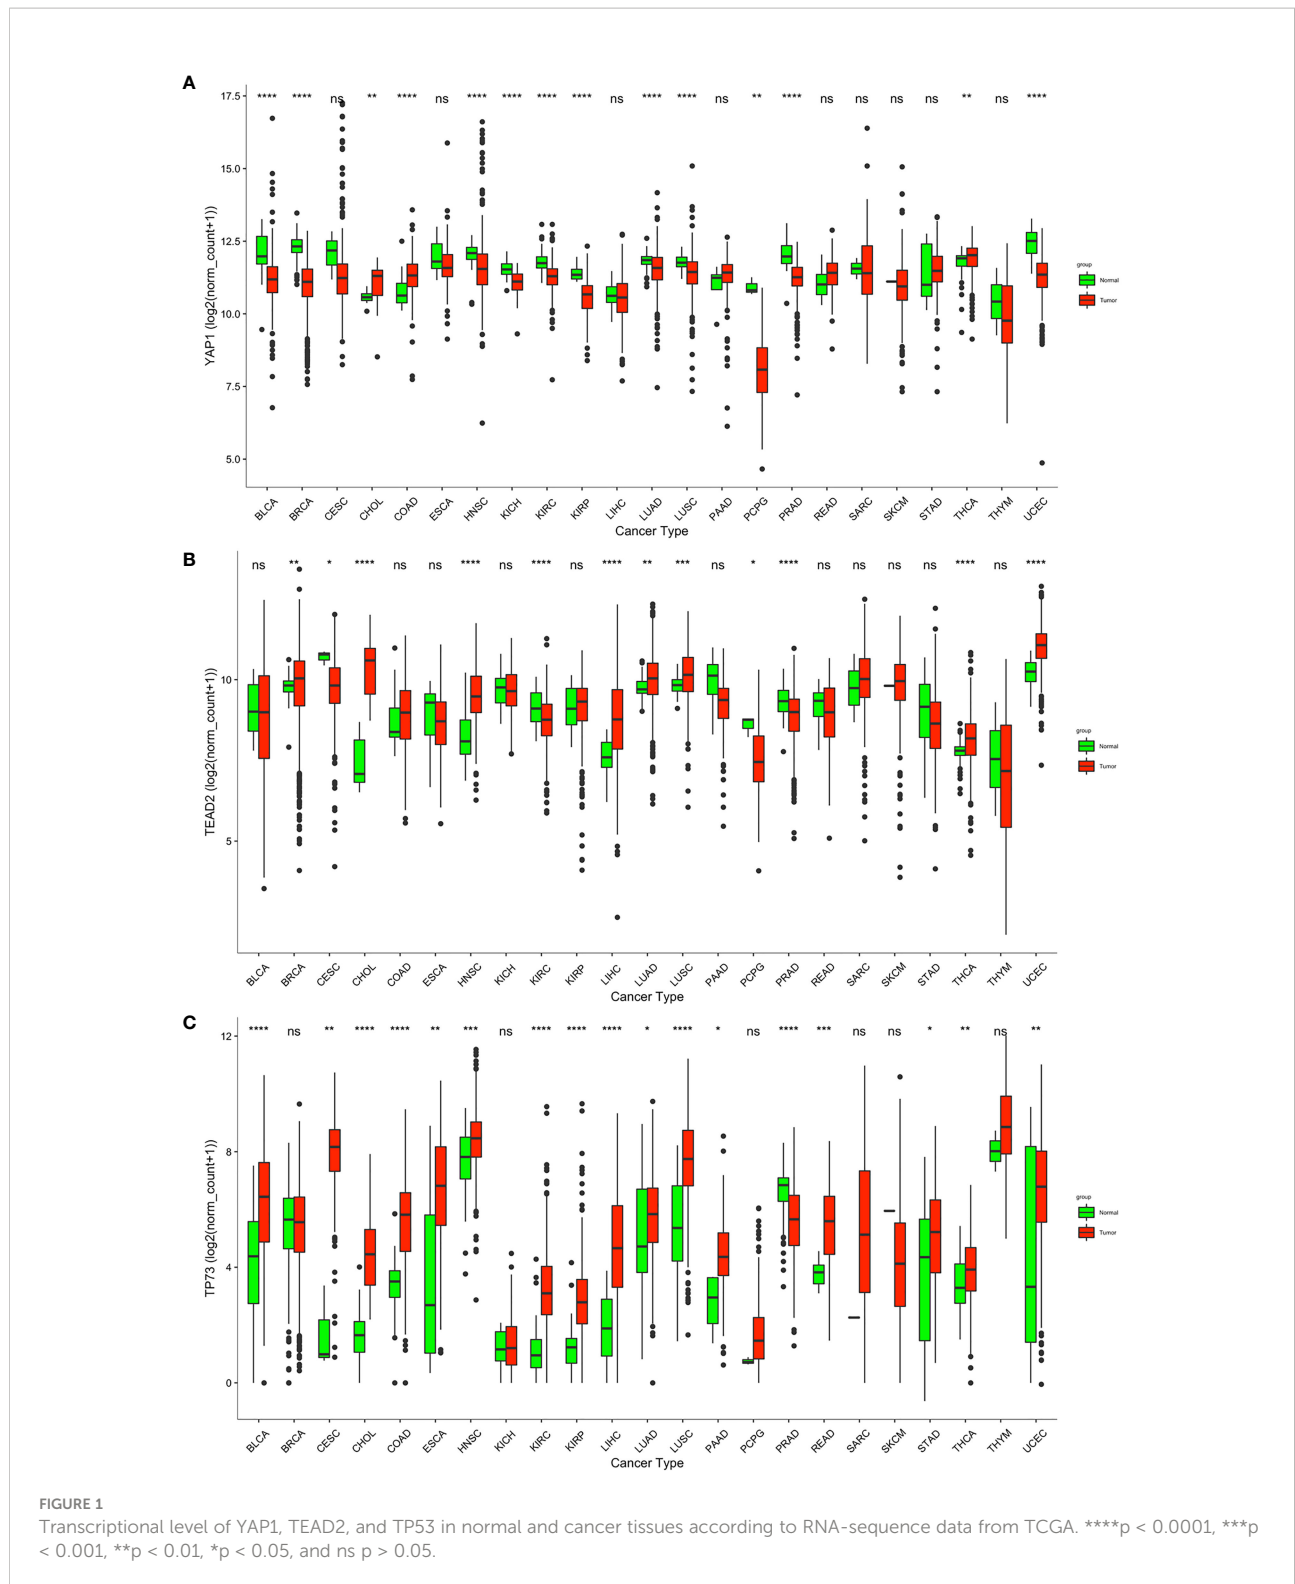 A
**** **** ns ** **** ns **** **** **** **** ns **** **** ns ** **** ns ns ns ns ** ns ****
17.5
15.0
12.5
10.0
7.5
5.0
YAP1 (log2(norm_count+1))
group
Normal
Tumor
BLCA BRCA CESC CHOL COAD ESCA HNSC KICH KIRC KIRP LIHC LUAD LUSC PAAD PCPG PRAD READ SARC SKCM STAD THCA THYM UCEC
Cancer Type
B
ns ** * **** ns ns **** ns **** ns **** ** *** ns * **** ns ns ns ns **** ns ****
10
5
TEAD2 (log2(norm_count+1))
group
Normal
Tumor
BLCA BRCA CESC CHOL COAD ESCA HNSC KICH KIRC KIRP LIHC LUAD LUSC PAAD PCPG PRAD READ SARC SKCM STAD THCA THYM UCEC
Cancer Type
C
**** ns ** **** **** ** *** ns **** **** **** * **** * ns **** *** ns ns * ** ns **
12
8
4
0
TP73 (log2(norm_count+1))
group
Normal
Tumor
BLCA BRCA CESC CHOL COAD ESCA HNSC KICH KIRC KIRP LIHC LUAD LUSC PAAD PCPG PRAD READ SARC SKCM STAD THCA THYM UCEC
Cancer Type
FIGURE 1
Transcriptional level of YAP1, TEAD2, and TP53 in normal and cancer tissues according to RNA-sequence data from TCGA. ****p < 0.0001, ***p
< 0.001, **p < 0.01, *p < 0.05, and ns p > 0.05.